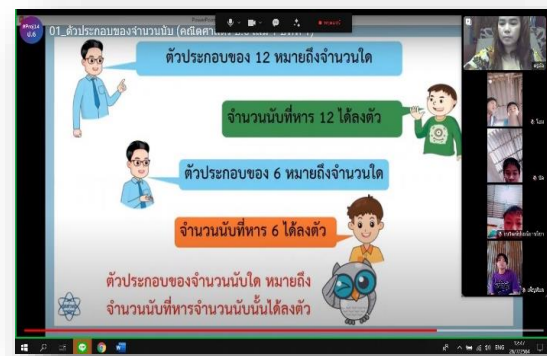 #Proj14
ป.6
01_ตัวประกอบของจำนวนนับ (คณิตศาสตร์ ป.6
ตัวประกอบของ 12 หมายถึงจำนวนใด
จำนวนนับที่หาร 12 ได้ลงตัว
ตัวประกอบของ 6 หมายถึงจำนวนใด
จำนวนนับที่หาร 6 ได้ลงตัว
ตัวประกอบของจำนวนนับใด หมายถึง
จำนวนนับที่หารจำนวนนับนั้นได้ลงตัว
ENG